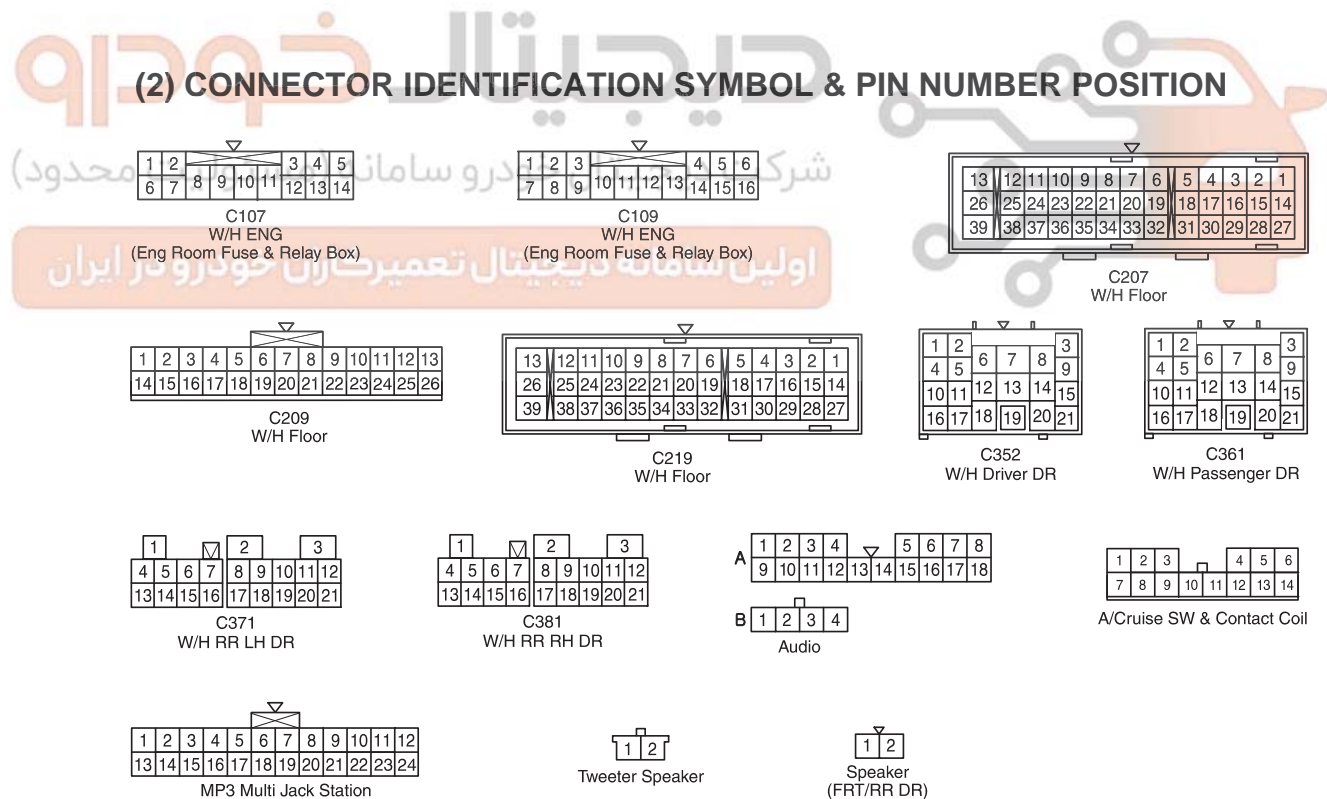 دیجیتال خودرو
(2) CONNECTOR IDENTIFICATION SYMBOL & PIN NUMBER POSITION
شرکت دیجیتال خودرو سامانه (مسئولیت محدود)
اولین سامانه دیجیتال تعمیرکاران خودرو در ایران
1 2 3 4 5
6 7 8 9 10 11 12 13 14
C107
W/H ENG
(Eng Room Fuse & Relay Box)
1 2 3 4 5 6
7 8 9 10 11 12 13 14 15 16
C109
W/H ENG
(Eng Room Fuse & Relay Box)
13 12 11 10 9 8 7 6 5 4 3 2 1
26 25 24 23 22 21 20 19 18 17 16 15 14
39 38 37 36 35 34 33 32 31 30 29 28 27
C207
W/H Floor
1 2 3 4 5 6 7 8 9 10 11 12 13
14 15 16 17 18 19 20 21 22 23 24 25 26
C209
W/H Floor
13 12 11 10 9 8 7 6 5 4 3 2 1
26 25 24 23 22 21 20 19 18 17 16 15 14
39 38 37 36 35 34 33 32 31 30 29 28 27
C219
W/H Floor
1 2 3
4 5 6 7 8 9
10 11 12 13 14 15
16 17 18 19 20 21
C352
W/H Driver DR
1 2 3
4 5 6 7 8 9
10 11 12 13 14 15
16 17 18 19 20 21
C361
W/H Passenger DR
1 2 3
4 5 6 7 8 9 10 11 12
13 14 15 16 17 18 19 20 21
C371
W/H RR LH DR
1 2 3
4 5 6 7 8 9 10 11 12
13 14 15 16 17 18 19 20 21
C381
W/H RR RH DR
A 1 2 3 4 5 6 7 8
9 10 11 12 13 14 15 16 17 18
B 1 2 3 4
Audio
1 2 3 4 5 6
7 8 9 10 11 12 13 14
A/Cruise SW & Contact Coil
1 2 3 4 5 6 7 8 9 10 11 12
13 14 15 16 17 18 19 20 21 22 23 24
MP3 Multi Jack Station
1 2
Tweeter Speaker
1 2
Speaker
(FRT/RR DR)